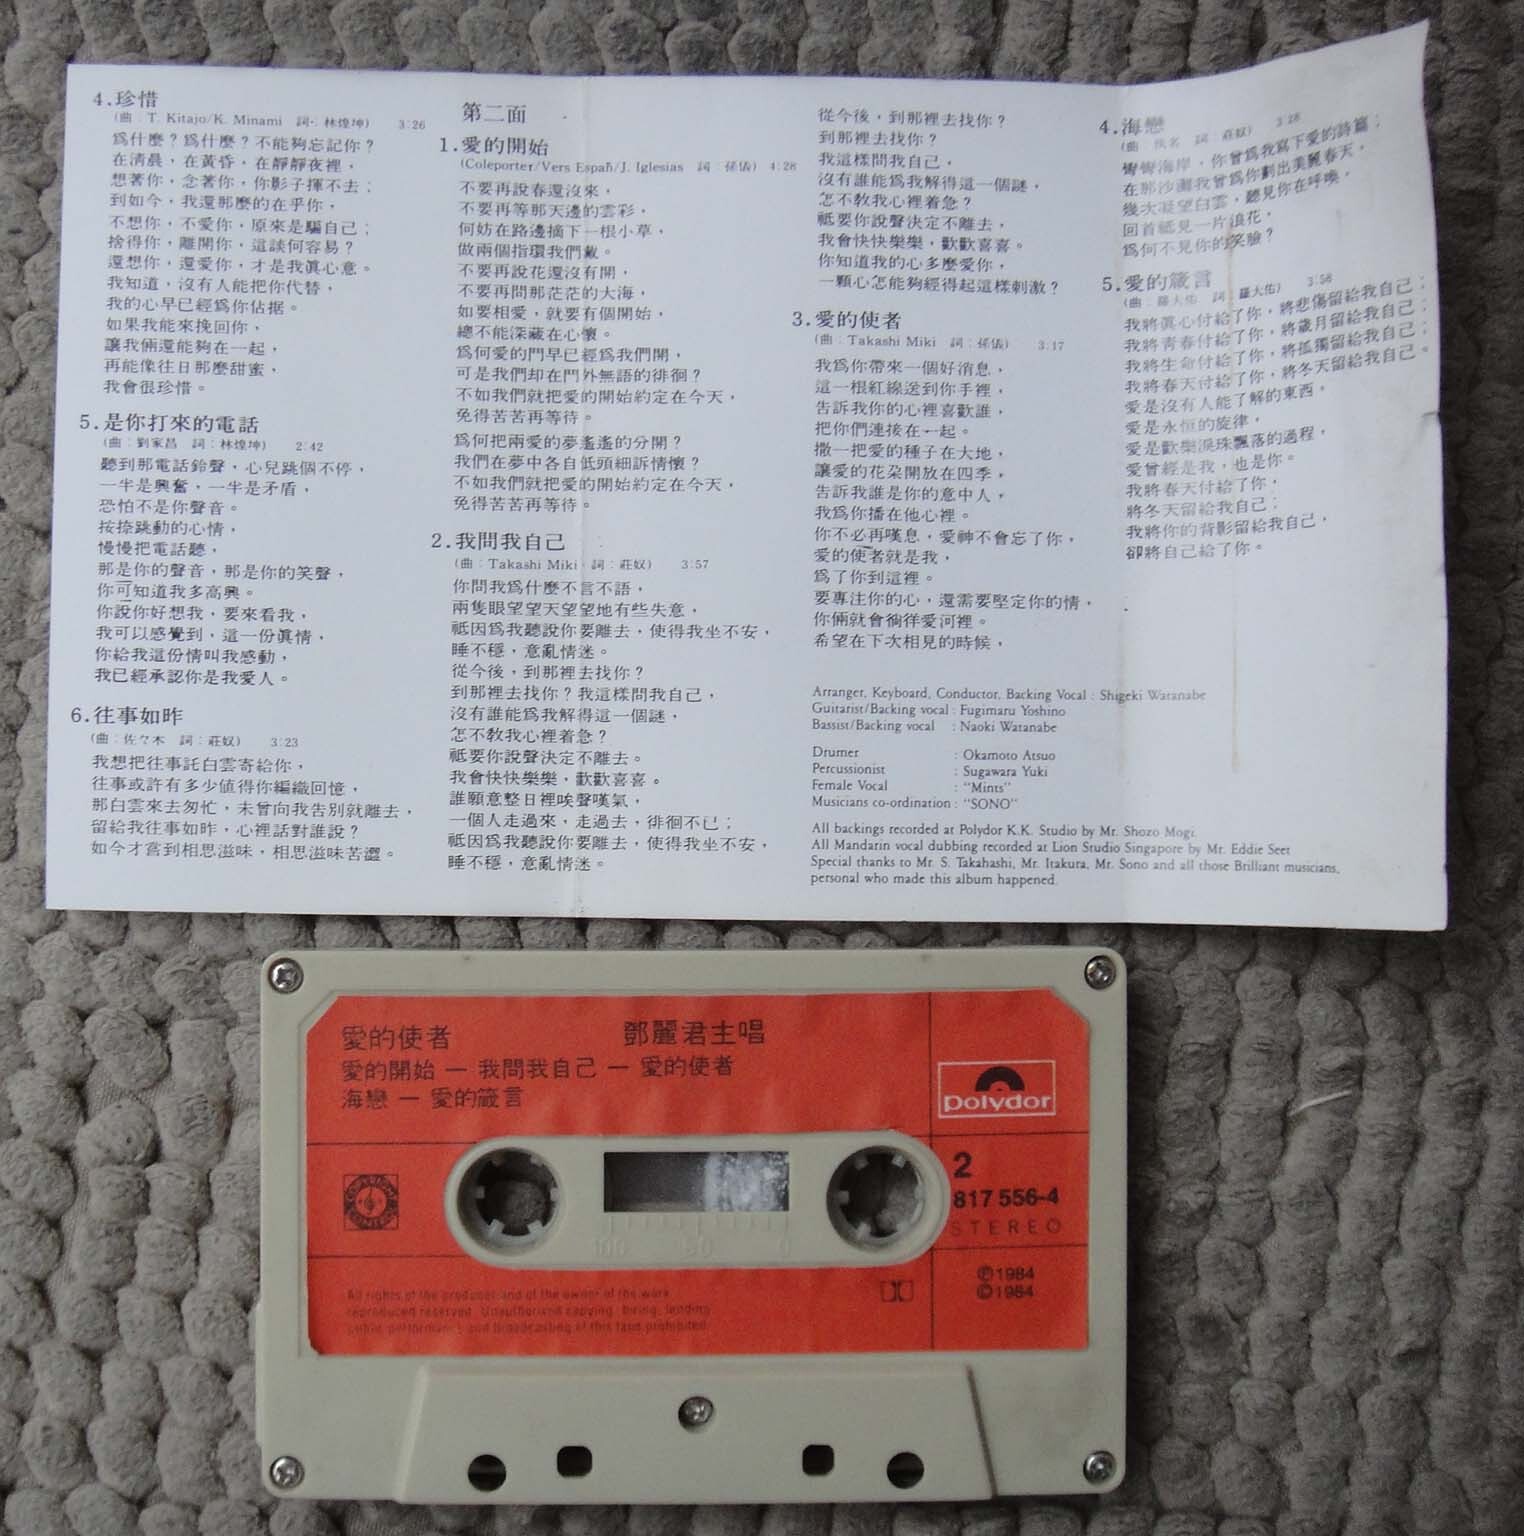 4.珍惜
(曲：T. Kitajo/K. Minami 詞：林煌坤) 3:26
爲什麼？爲什麼？不能夠忘記你？
在清晨，在黃昏，在靜靜夜裡，
想著你，念著你，你影子揮不去；
到如今，我還那麼的在乎你，
不想你，不愛你，原來是騙自己；
捨得你，離開你，這談何容易？
還想你，還愛你，才是我眞心意。
我知道，沒有人能把你代替，
我的心早已經爲你佔据。
如果我能來挽回你，
讓我倆還能夠在一起，
再能像往日那麼甜蜜，
我會很珍惜。
5.是你打來的電話
(曲：劉家昌 詞：林煌坤) 2:42
聽到那電話鈴聲，心兒跳個不停，
一半是興奮，一半是矛盾，
恐怕不是你聲音。
按捺跳動的心情，
慢慢把電話聽，
那是你的聲音，那是你的笑聲，
你可知道我多高興。
你說你好想我，要來看我，
我可以感覺到，這一份眞情，
你給我這份情叫我感動，
我已經承認你是我愛人。
6.往事如昨
(曲：佐々木 詞：莊奴) 3:23
我想把往事託白雲寄給你，
往事或許有多少値得你編織回憶，
那白雲來去匆忙，未曾向我告別就離去，
留給我往事如昨，心裡話對誰說？
如今才嘗到相思滋味，相思滋味苦澀。
第二面
1.愛的開始
(Coleporter/Vers Espań/J. Iglesias 詞：孫儀) 4:28
不要再說春還沒來，
不要再等那天邊的雲彩，
何妨在路邊摘下一根小草，
做兩個指環我們戴。
不要再說花還沒有開，
不要再問那茫茫的大海，
如要相愛，就要有個開始，
總不能深藏在心懷。
爲何愛的門早已經爲我們開，
可是我們却在門外無語的徘徊？
不如我們就把愛的開始約定在今天，
免得苦苦再等待。
爲何把兩愛的夢遙遙的分開？
我們在夢中各自低頭細訴情懷？
不如我們就把愛的開始約定在今天，
免得苦苦再等待。
2.我問我自己
(曲：Takashi Miki 詞：莊奴) 3:57
你問我爲什麼不言不語，
兩隻眼望望天望望地有些失意，
祗因爲我聽說你要離去，使得我坐不安，
睡不穩，意亂情迷。
從今後，到那裡去找你？
到那裡去找你？我這樣問我自己，
沒有誰能爲我解得這一個謎，
怎不教我心裡着急？
祗要你說聲決定不離去。
我會快快樂樂，歡歡喜喜。
誰願意整日裡唉聲嘆氣，
一個人走過來，走過去，徘徊不已；
祗因爲我聽說你要離去，使得我坐不安，
睡不穩，意亂情迷。
從今後，到那裡去找你？
到那裡去找你？
我這樣問我自己，
沒有誰能爲我解得這一個謎，
怎不教我心裡着急？
祗要你說聲決定不離去，
我會快快樂樂，歡歡喜喜。
你知道我的心多麼愛你，
一顆心怎能夠經得起這樣刺激？
3.愛的使者
(曲：Takashi Miki 詞：孫儀) 3:17
我爲你帶來一個好消息，
這一根紅線送到你手裡，
告訴我你的心裡喜歡誰，
把你們連接在一起。
撒一把愛的種子在大地，
讓愛的花朵開放在四季，
告訴我誰是你的意中人，
我爲你播在他心裡。
你不必再嘆息，愛神不會忘了你，
愛的使者就是我，
爲了你到這裡。
要專注你的心，還需要堅定你的情，
你倆就會徜徉愛河裡。
希望在下次相見的時候，
Arranger, Keyboard, Conductor, Backing Vocal : Shigeki Watanabe
Guitarist/Backing vocal : Fugimaru Yoshino
Bassist/Backing vocal : Naoki Watanabe
Drumer : Okamoto Atsuo
Percussionist : Sugawara Yuki
Female Vocal : "Mints"
Musicians co-ordination : "SONO"
All backings recorded at Polydor K.K. Studio by Mr. Shozo Mogi.
All Mandarin vocal dubbing recorded at Lion Studio Singapore by Mr. Eddie Seet
Special thanks to Mr. S. Takahashi, Mr. Itakura, Mr. Sono and all those Brilliant musicians,
personal who made this album happened.
4.海戀
(曲 佚名 詞：莊奴) 3:28
彎彎海岸，你曾爲我寫下愛的詩篇；
在那沙灘我曾爲你劃出美麗春天，
幾次凝望白雲，聽見你在呼喚，
回首祗見一片浪花，
爲何不見你的笑臉？
5.愛的箴言
(曲：羅大佑 詞：羅大佑) 3:58
我將眞心付給了你，將悲傷留給我自己；
我將青春付給了你，將歲月留給我自己；
我將生命付給了你，將孤獨留給我自己；
我將春天付給了你，將冬天留給我自己。
愛是沒有人能了解的東西，
愛是永恒的旋律，
愛是歡樂淚珠飄落的過程，
愛曾經是我，也是你。
我將春天付給了你，
將冬天留給我自己；
我將你的背影留給我自己，
卻將自己給了你。
愛的使者 鄧麗君主唱
愛的開始 — 我問我自己 — 愛的使者
海戀 — 愛的箴言
polydor
COPYRIGHT CONTROL
2
817 556-4
STEREO
100 50 0
℗1984
©1984
All rights of the producer and of the owner of the work
reproduced reserved. Unauthorised copying, hiring, lending
public performance and broadcasting of this tape prohibited.